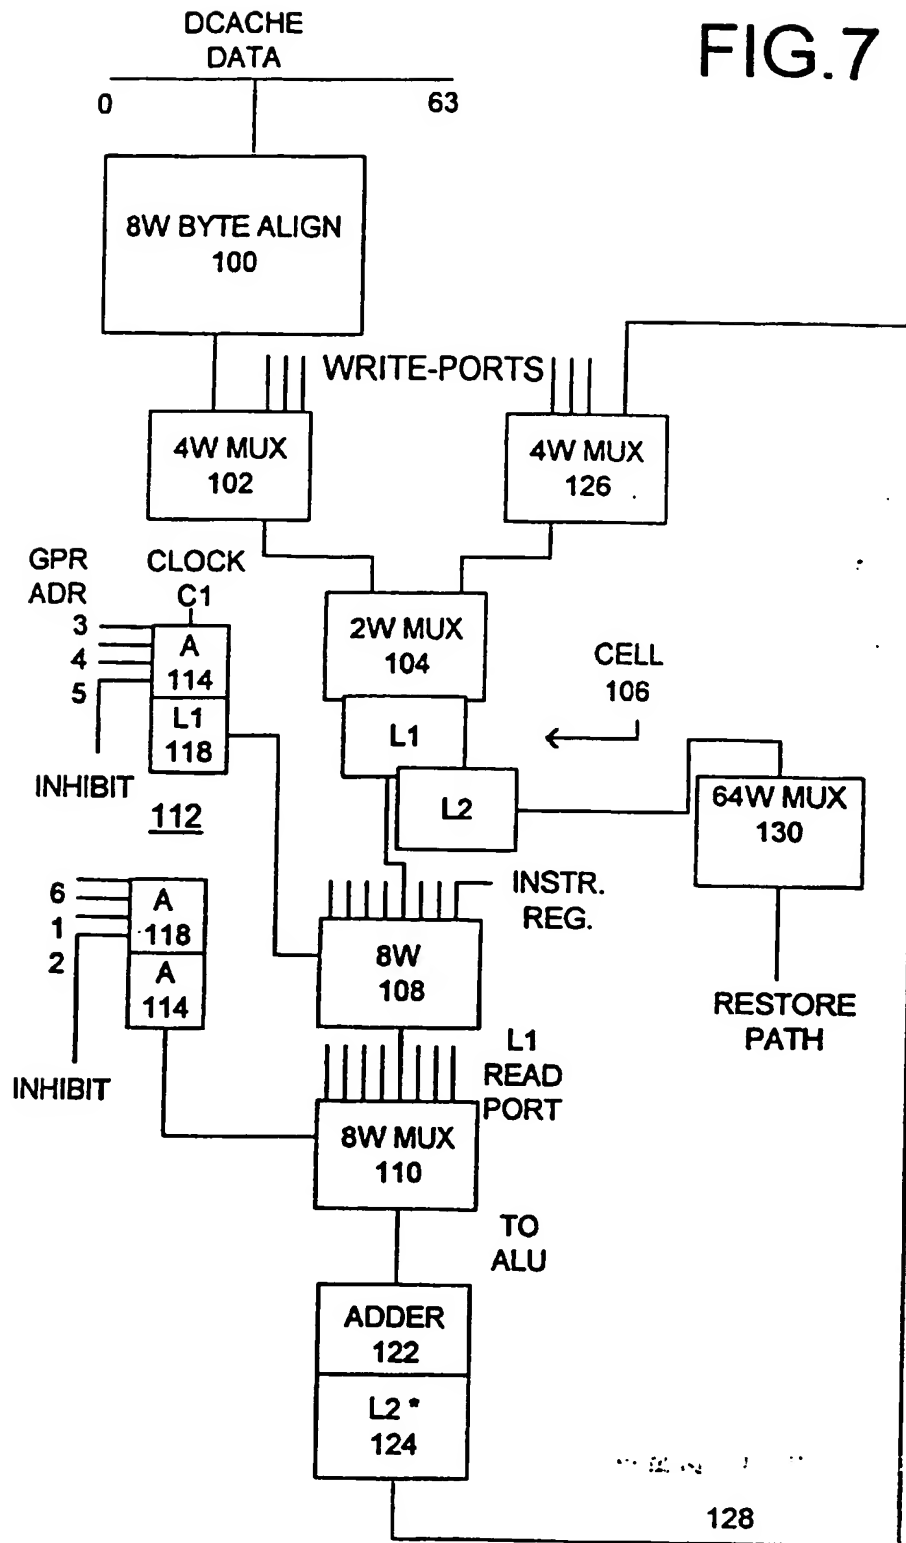 FIG.7
DCACHE
DATA
0
63
8W BYTE ALIGN
100
WRITE-PORTS
4W MUX
102
4W MUX
126
GPR
ADR
CLOCK
C1
3
4
5
A
114
L1
118
INHIBIT
112
2W MUX
104
L1
L2
CELL
106
64W MUX
130
RESTORE
PATH
6
1
2
A
118
A
114
INHIBIT
INSTR.
REG.
8W
108
L1
READ
PORT
8W MUX
110
TO
ALU
ADDER
122
L2 *
124
128